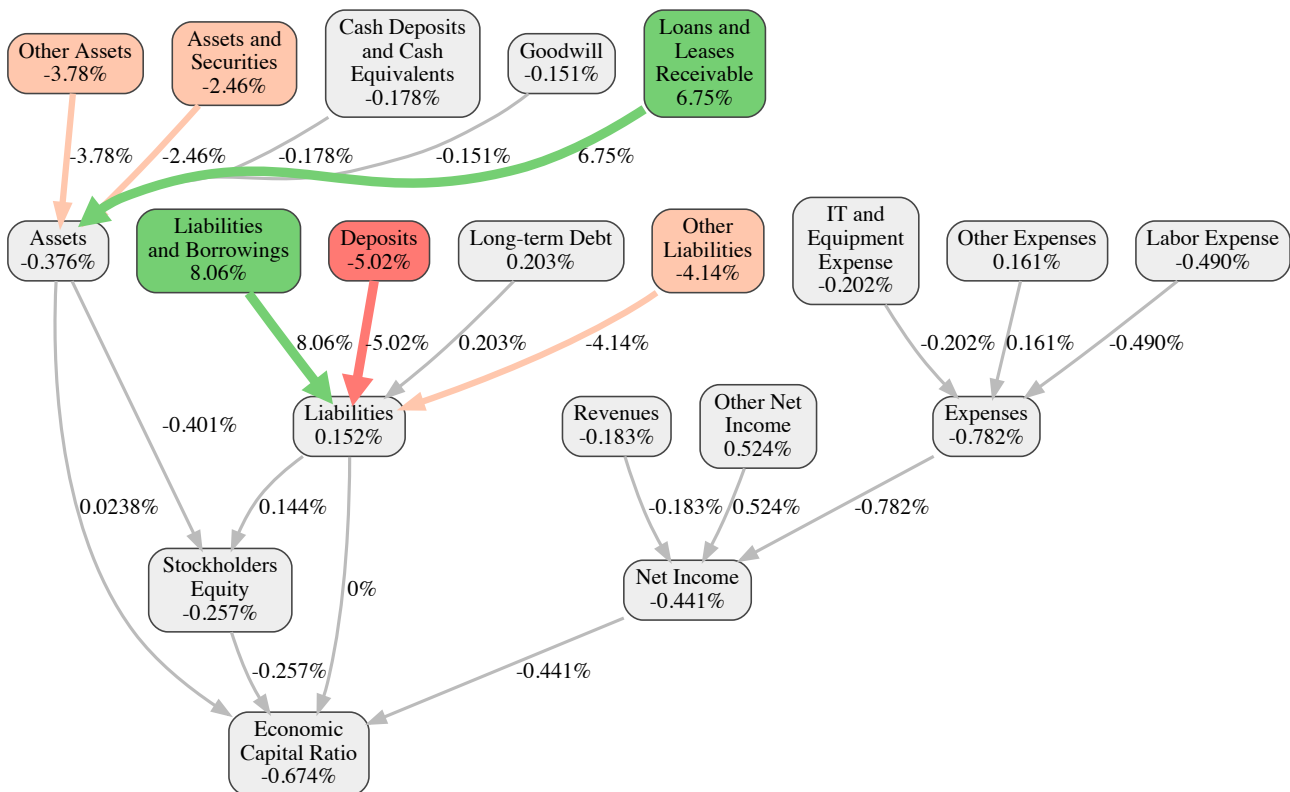 Other Assets
-3.78%
Assets and
Securities
-2.46%
Cash Deposits
and Cash
Equivalents
-0.178%
Goodwill
-0.151%
Loans and
Leases
Receivable
6.75%
-3.78%
-2.46%
-0.178%
-0.151%
6.75%
Assets
-0.376%
Liabilities
and Borrowings
8.06%
Deposits
-5.02%
Long-term Debt
0.203%
Other
Liabilities
-4.14%
IT and
Equipment
Expense
-0.202%
Other Expenses
0.161%
Labor Expense
-0.490%
8.06%
-5.02%
0.203%
-4.14%
-0.202%
0.161%
-0.490%
-0.401%
Liabilities
0.152%
Revenues
-0.183%
Other Net
Income
0.524%
Expenses
-0.782%
0.0238%
0.144%
0%
-0.183%
0.524%
-0.782%
Stockholders
Equity
-0.257%
Net Income
-0.441%
-0.257%
-0.441%
Economic
Capital Ratio
-0.674%